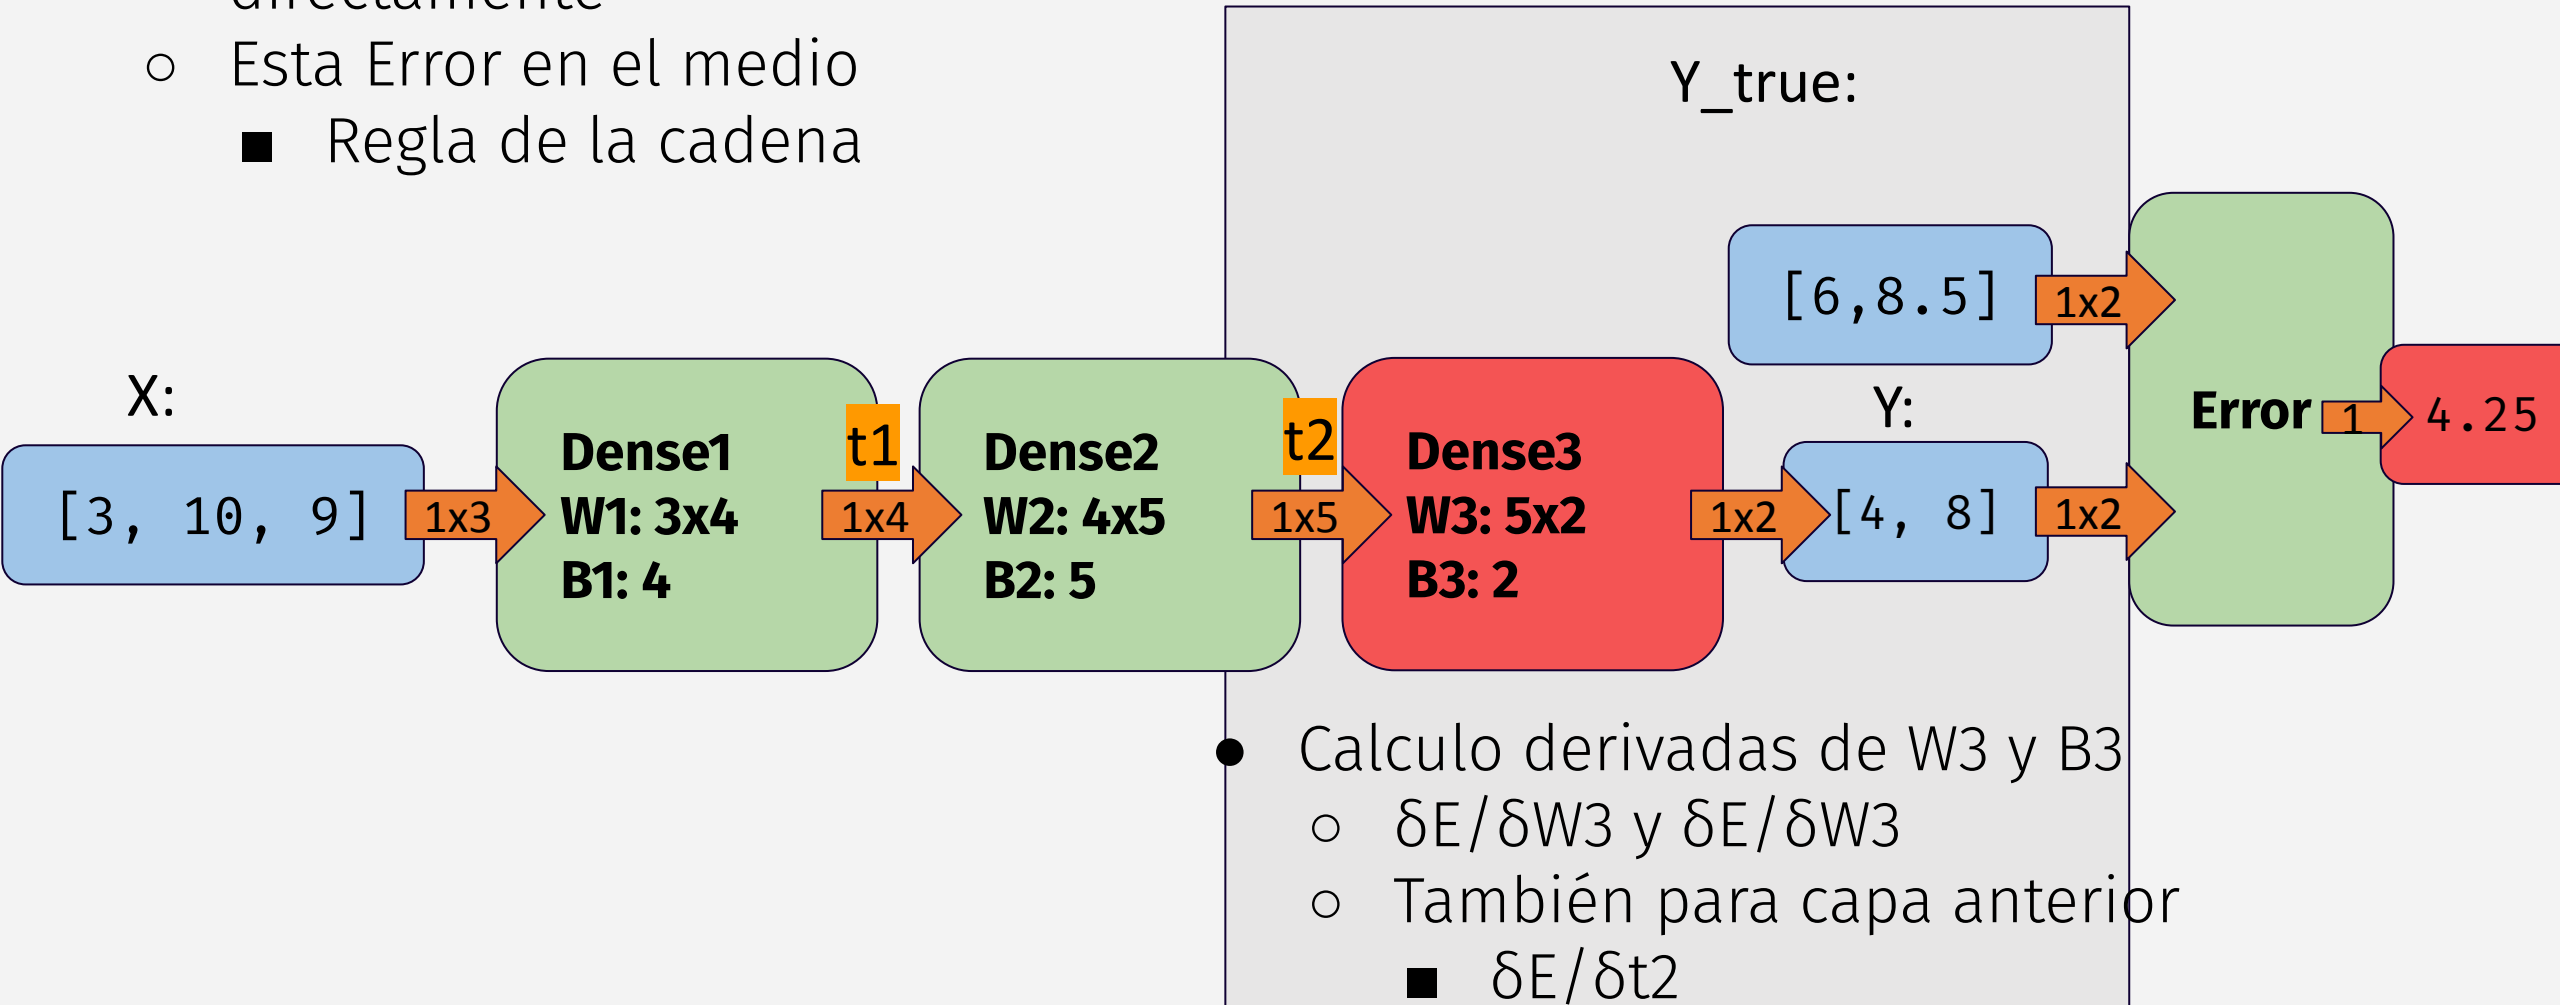 directamente
Esta Error en el medio
Regla de la cadena
Y_true:
[6,8.5]
1x2
X:
[3, 10, 9]
1x3
Dense1
W1: 3x4
B1: 4
t1
1x4
Dense2
W2: 4x5
B2: 5
t2
1x5
Dense3
W3: 5x2
B3: 2
1x2
Y:
[4, 8]
1x2
Error
1
4.25
Calculo derivadas de W3 y B3
δE/δW3 y δE/δW3
También para capa anterior
δE/δt2